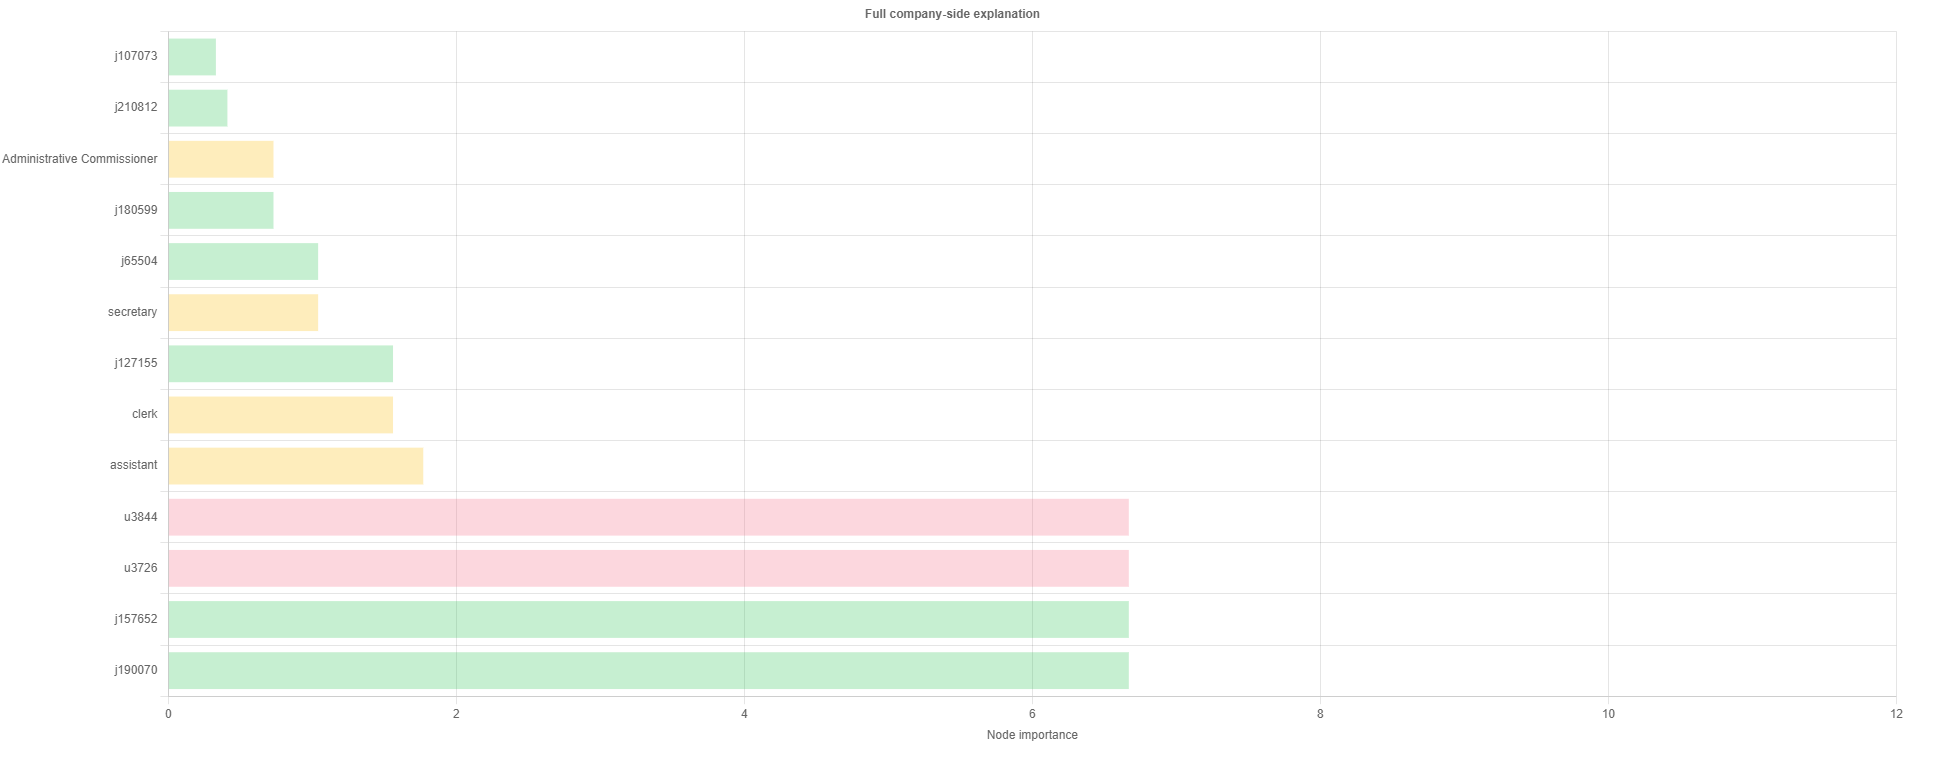 Full company-side explanation
j107073
j210812
Administrative Commissioner
j180599
j65504
secretary
j127155
clerk
assistant
u3844
u3726
j157652
j190070
0 2 4 6 8 10 12
Node importance